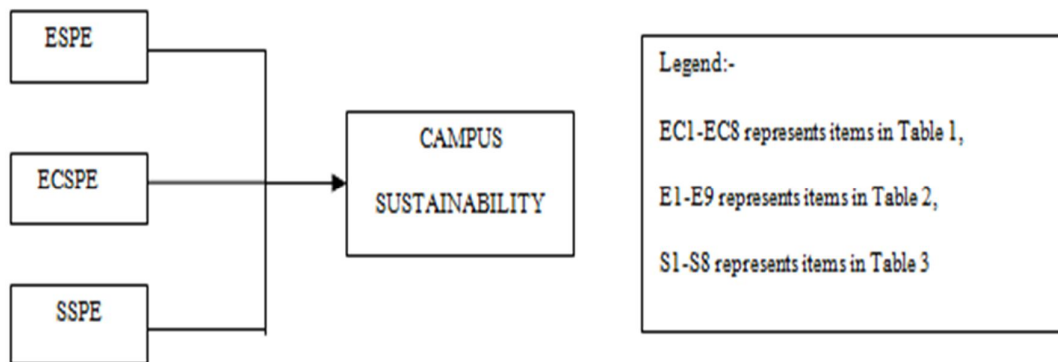 ESPE
ECSPE
SSPE
CAMPUS
SUSTAINABILITY
Legend:-
EC1-EC8 represents items in Table 1,
E1-E9 represents items in Table 2,
S1-S8 represents items in Table 3